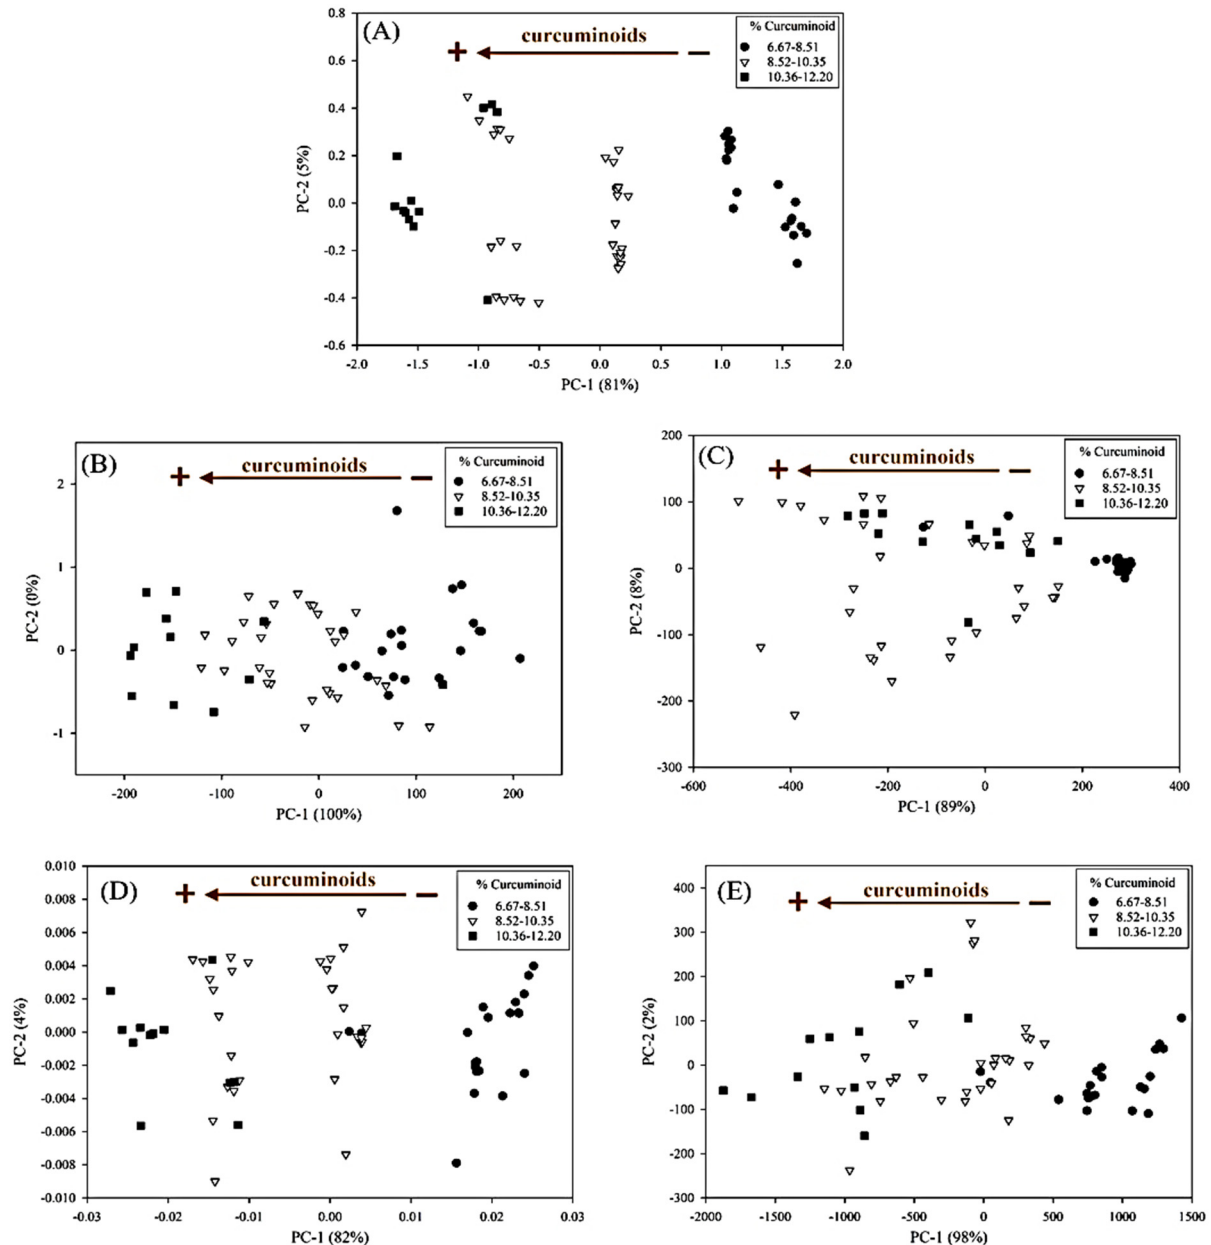 (A)
curcuminoids
+
% Curcuminoid
6.67-8.51
8.52-10.35
10.36-12.20
0.8
0.6
0.4
0.2
0.0
-0.2
-0.4
-0.6
PC-2 (5%)
-2.0 -1.5 -1.0 -0.5 0.0 0.5 1.0 1.5 2.0
PC-1 (81%)
(B)
curcuminoids
+
% Curcuminoid
6.67-8.51
8.52-10.35
10.36-12.20
2
1
0
-1
PC-2 (0%)
-200 -100 0 100 200
PC-1 (100%)
(C)
curcuminoids
+
% Curcuminoid
6.67-8.51
8.52-10.35
10.36-12.20
200
100
0
-100
-200
-300
PC-2 (8%)
-600 -400 -200 0 200 400
PC-1 (89%)
(D)
curcuminoids
+
% Curcuminoid
6.67-8.51
8.52-10.35
10.36-12.20
0.010
0.008
0.006
0.004
0.002
0.000
-0.002
-0.004
-0.006
-0.008
-0.010
PC-2 (4%)
-0.03 -0.02 -0.01 0.00 0.01 0.02 0.03
PC-1 (82%)
(E)
curcuminoids
+
% Curcuminoid
6.67-8.51
8.52-10.35
10.36-12.20
400
300
200
100
0
-100
-200
-300
PC-2 (2%)
-2000 -1500 -1000 -500 0 500 1000 1500
PC-1 (98%)